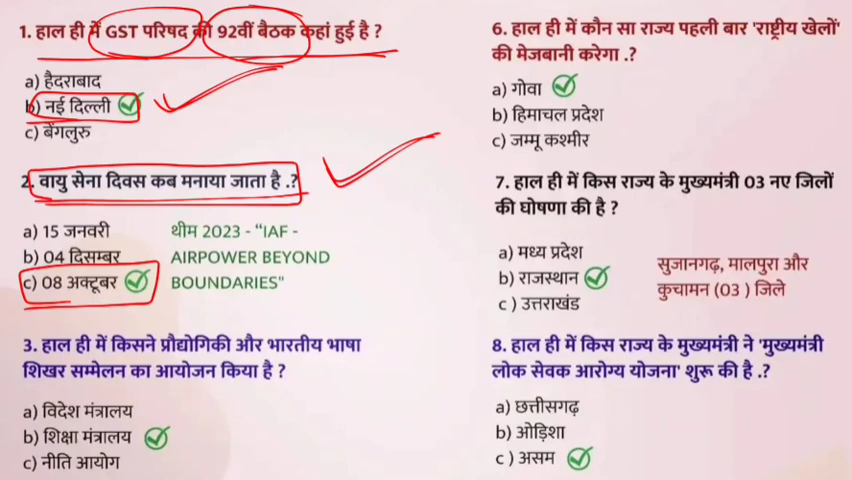 1. हाल ही में GST परिषद की 92वीं बैठक कहां हुई है ?
a) हैदराबाद
b) नई दिल्ली
c) बेंगलुरु
2. वायु सेना दिवस कब मनाया जाता है .?
a) 15 जनवरी
b) 04 दिसम्बर
c) 08 अक्टूबर
थीम 2023 - “IAF -
AIRPOWER BEYOND
BOUNDARIES"
3. हाल ही में किसने प्रौद्योगिकी और भारतीय भाषा
शिखर सम्मेलन का आयोजन किया है ?
a) विदेश मंत्रालय
b) शिक्षा मंत्रालय
c) नीति आयोग
6. हाल ही में कौन सा राज्य पहली बार 'राष्ट्रीय खेलों'
की मेजबानी करेगा .?
a) गोवा
b) हिमाचल प्रदेश
c) जम्मू कश्मीर
7. हाल ही में किस राज्य के मुख्यमंत्री 03 नए जिलों
की घोषणा की है ?
a) मध्य प्रदेश
b) राजस्थान
c ) उत्तराखंड
सुजानगढ़, मालपुरा और
कुचामन (03 ) जिले
8. हाल ही में किस राज्य के मुख्यमंत्री ने 'मुख्यमंत्री
लोक सेवक आरोग्य योजना' शुरू की है .?
a) छत्तीसगढ़
b) ओड़िशा
c ) असम